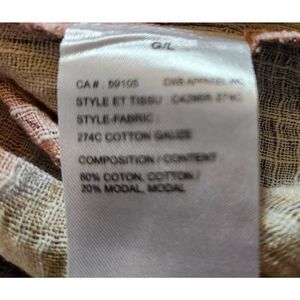 G/L
CA # : 59105
STYLE ET TISSU :
STYLE-FABRIC :
274C COTTON GAUZE
COMPOSITION / CONTENT
80% COTON, COTTON /
20% MODAL, MODAL